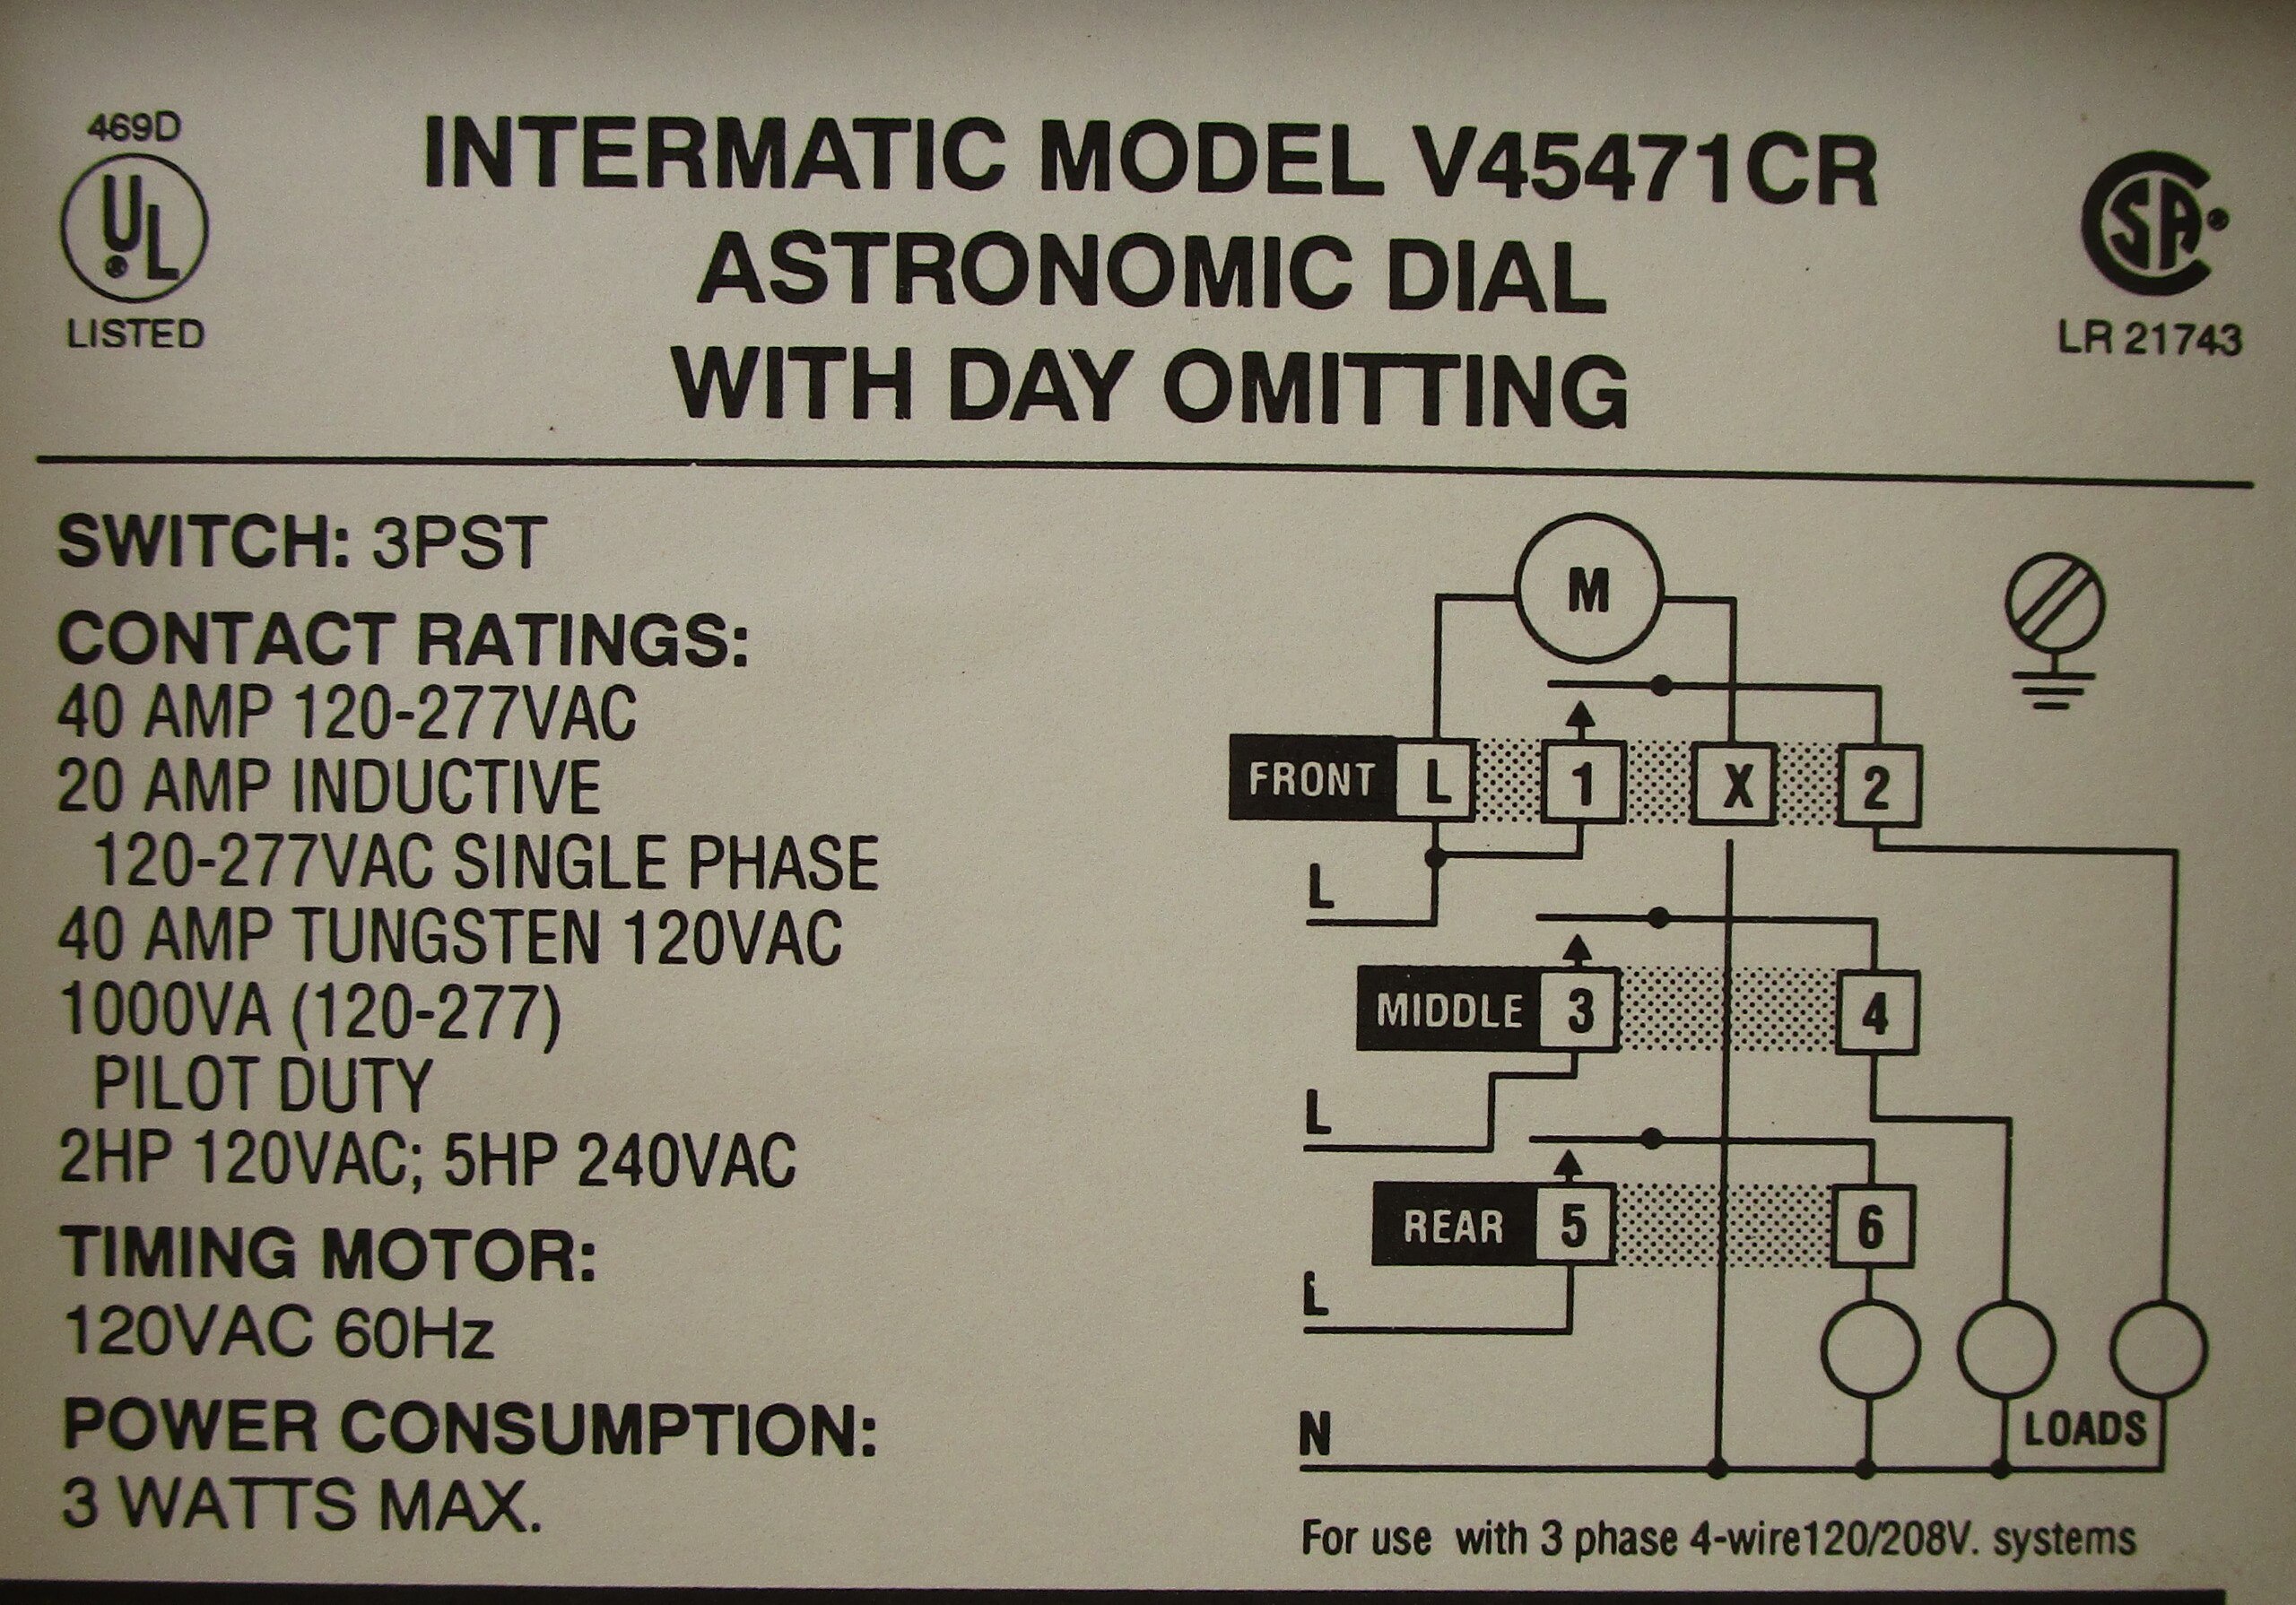 469D
UL
®
LISTED
INTERMATIC MODEL V45471CR
ASTRONOMIC DIAL
WITH DAY OMITTING
SA®
LR 21743
SWITCH: 3PST
CONTACT RATINGS:
40 AMP 120-277VAC
20 AMP INDUCTIVE
120-277VAC SINGLE PHASE
40 AMP TUNGSTEN 120VAC
1000VA (120-277)
PILOT DUTY
2HP 120VAC; 5HP 240VAC
TIMING MOTOR:
120VAC 60Hz
POWER CONSUMPTION:
3 WATTS MAX.
M
FRONT L 1 X 2
L
MIDDLE 3 4
L
REAR 5 6
L
N
LOADS
For use with 3 phase 4-wire120/208V. systems